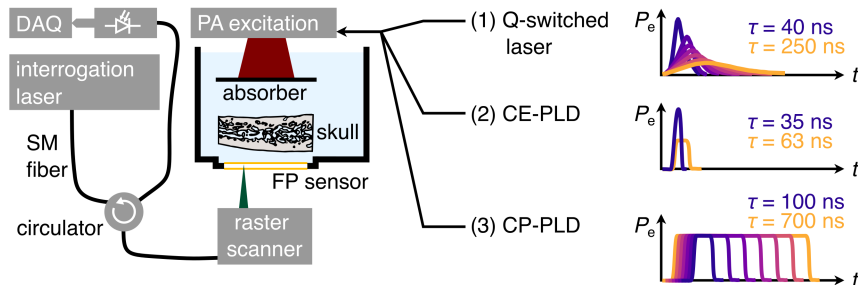 DAQ
PA excitation
interrogation
laser
absorber
skull
SM
fiber
FP sensor
circulator
raster
scanner
(1) Q-switched
laser
(2) CE-PLD
(3) CP-PLD
Pₑ
τ = 40 ns
τ = 250 ns
t
Pₑ
τ = 35 ns
τ = 63 ns
t
Pₑ
τ = 100 ns
τ = 700 ns
t